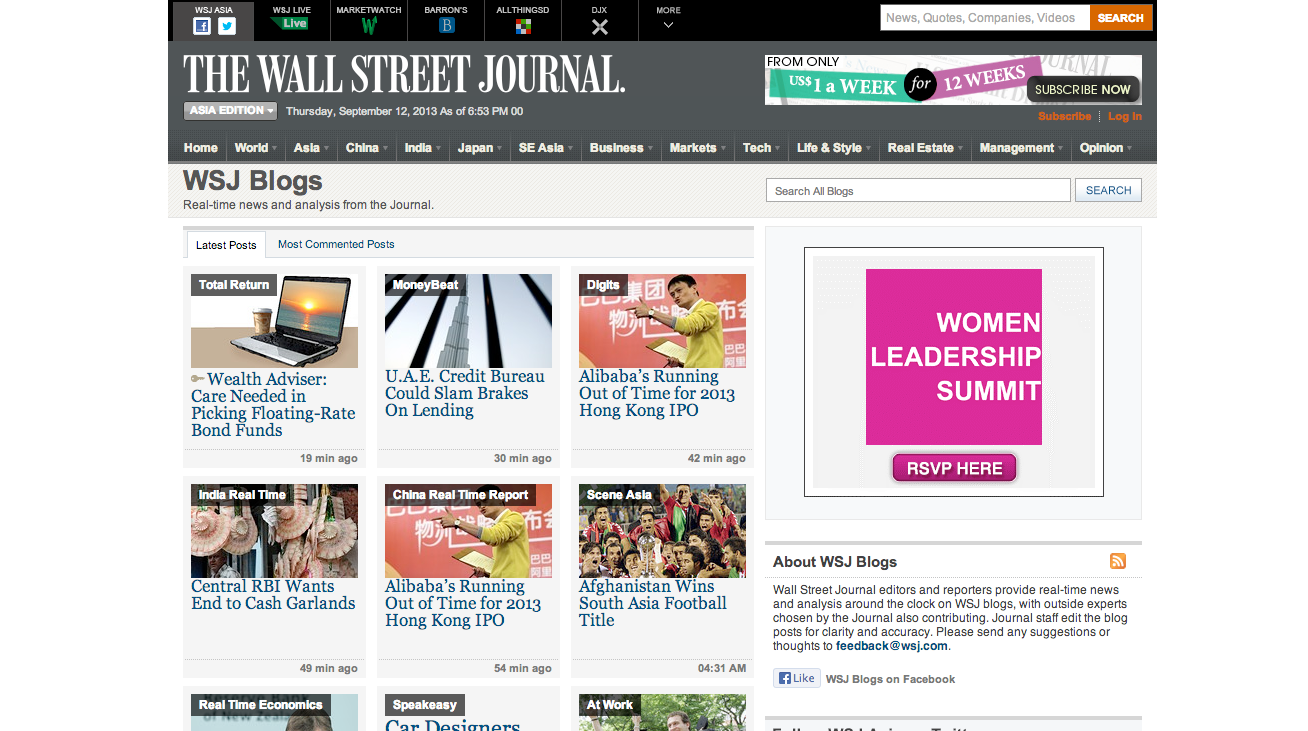 WSJ ASIA
WSJ LIVE
Live
MARKETWATCH
BARRON'S
B
ALLTHINGSD
DJX
MORE
News, Quotes, Companies, Videos
SEARCH
THE WALL STREET JOURNAL.
ASIA EDITION
Thursday, September 12, 2013 As of 6:53 PM 00
FROM ONLY
US$ 1 a WEEK for 12 WEEKS
SUBSCRIBE NOW
Subscribe
Log In
Home
World
Asia
China
India
Japan
SE Asia
Business
Markets
Tech
Life & Style
Real Estate
Management
Opinion
WSJ Blogs
Real-time news and analysis from the Journal.
Search All Blogs
SEARCH
Latest Posts
Most Commented Posts
Total Return
Wealth Adviser:
Care Needed in
Picking Floating-Rate
Bond Funds
19 min ago
MoneyBeat
U.A.E. Credit Bureau
Could Slam Brakes
On Lending
30 min ago
Digits
Alibaba's Running
Out of Time for 2013
Hong Kong IPO
42 min ago
India Real Time
Central RBI Wants
End to Cash Garlands
49 min ago
China Real Time Report
Alibaba's Running
Out of Time for 2013
Hong Kong IPO
54 min ago
Scene Asia
Afghanistan Wins
South Asia Football
Title
04:31 AM
Real Time Economics
Speakeasy
Car Designers
At Work
WOMEN
LEADERSHIP
SUMMIT
RSVP HERE
About WSJ Blogs
Wall Street Journal editors and reporters provide real-time news
and analysis around the clock on WSJ blogs, with outside experts
chosen by the Journal also contributing. Journal staff edit the blog
posts for clarity and accuracy. Please send any suggestions or
thoughts to feedback@wsj.com.
Like
WSJ Blogs on Facebook